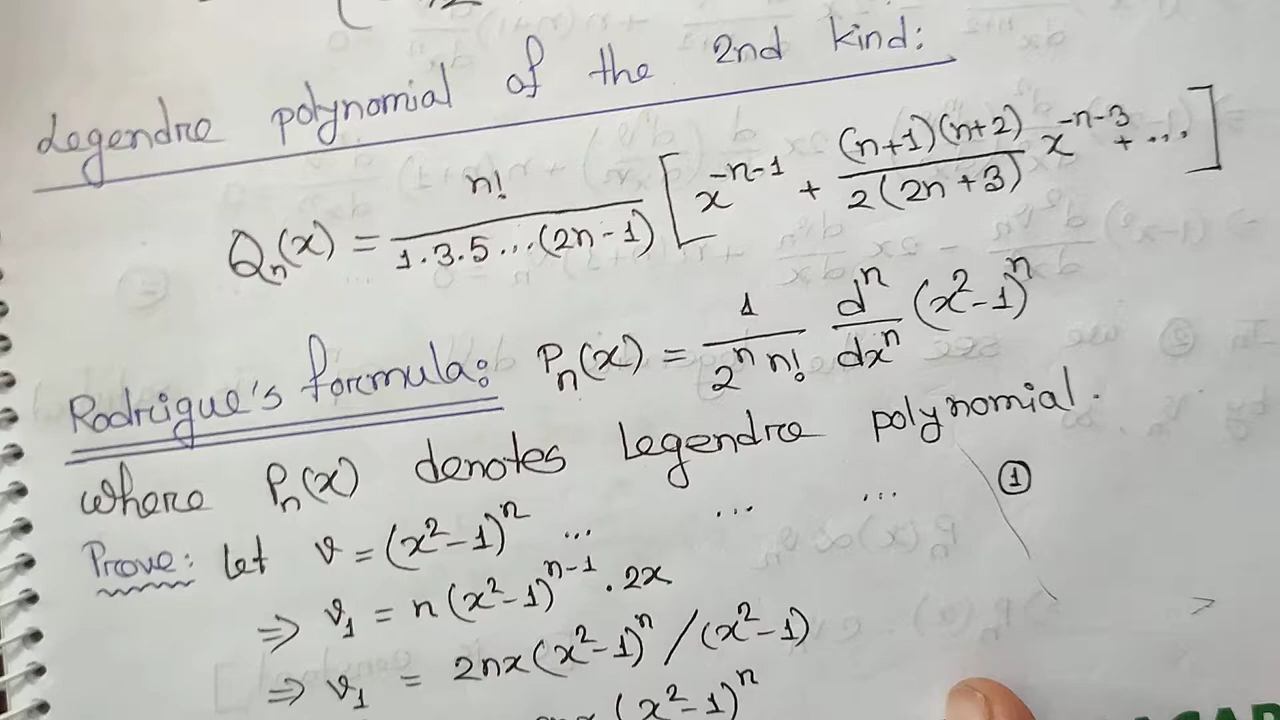 Legendre polynomial of the 2nd kind:
Qn(x) = n! / 1.3.5...(2n-1) [x^{-n-1} + (n+1)(n+2) / 2(2n+3) x^{-n-3} + ...]
Rodrigue's formula: Pn(x) = 1 / 2^n n! d^n / dx^n (x^2-1)^n
where Pn(x) denotes Legendre polynomial.
Prove: Let v = (x^2-1)^n ... ... ... ①
⇒ v1 = n(x^2-1)^{n-1} . 2x
⇒ v1 = 2nx(x^2-1)^n / (x^2-1)
(x^2-1)^n